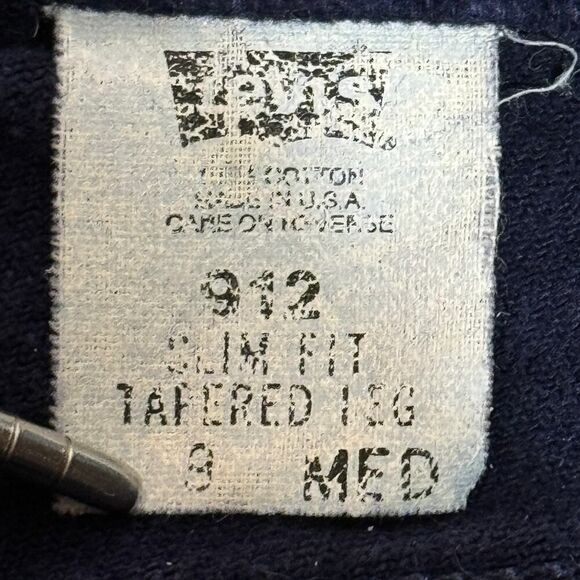 Levi's ®
100% COTTON
MADE IN U.S.A.
CARE ON REVERSE
912
SLIM FIT
TAPERED LEG
9 MED